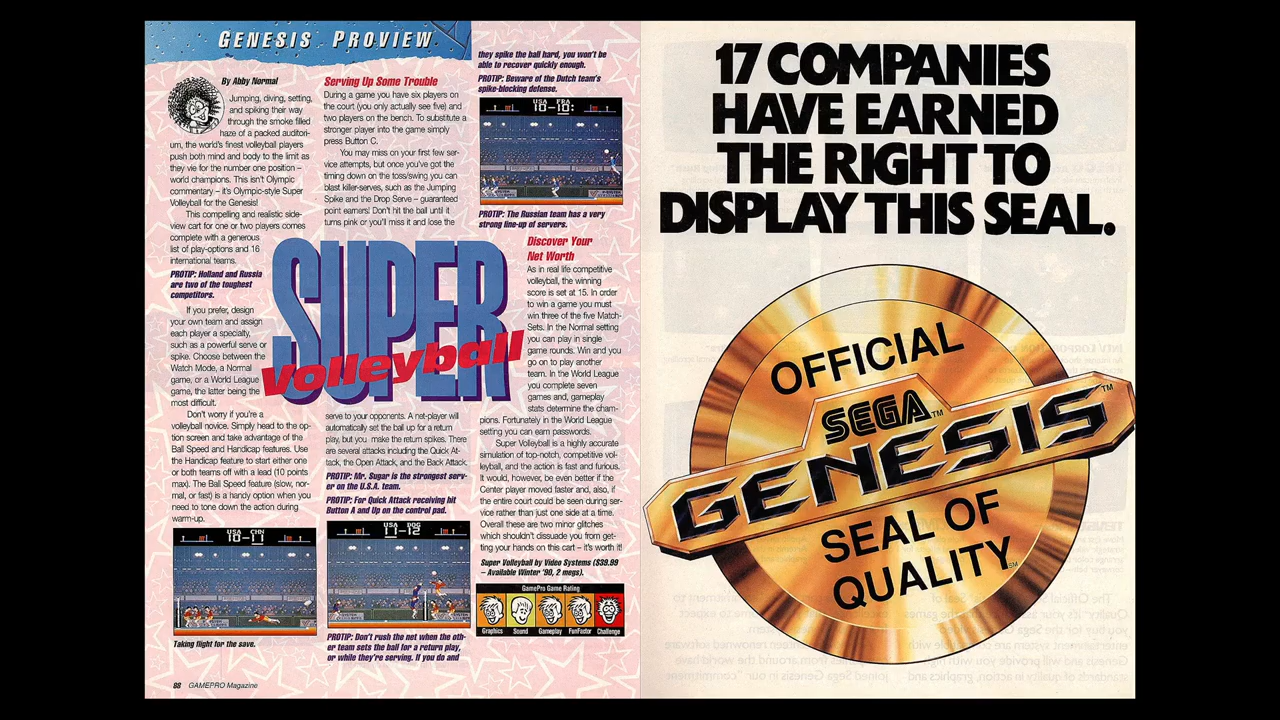 GENESIS PROVIEW
By Abby Normal
Jumping, diving, setting,
and spiking their way
through the smoke filled
haze of a packed auditori-
um, the world's finest volleyball players
push both mind and body to the limit as
they vie for the number one position –
world champions. This isn't Olympic
commentary – it's Olympic-style Super
Volleyball for the Genesis!
This compelling and realistic side-
view cart for one or two players comes
complete with a generous
list of play-options and 16
international teams.
PROTIP: Holland and Russia
are two of the toughest
competitors.
If you prefer, design
your own team and assign
each player a specialty,
such as a powerful serve or
spike. Choose between the
Watch Mode, a Normal
game, or a World League
game, the latter being the
most difficult.
Don't worry if you're a
volleyball novice. Simply head to the op-
tion screen and take advantage of the
Ball Speed and Handicap features. Use
the Handicap feature to start either one
or both teams off with a lead (10 points
max). The Ball Speed feature (slow, nor-
mal, or fast) is a handy option when you
need to tone down the action during
warm-up.
USA CHN
10-11
Taking flight for the save.
88 GAMEPRO Magazine
Serving Up Some Trouble
During a game you have six players on
the court (you only actually see five) and
two players on the bench. To substitute a
stronger player into the game simply
press Button C.
You may miss on your first few ser-
vice attempts, but once you've got the
timing down on the toss/swing you can
blast killer-serves, such as the Jumping
Spike and the Drop Serve – guaranteed
point earners! Don't hit the ball until it
turns pink or you'll miss it and lose the
SUPER
Volleyball
serve to your opponents. A net-player will
automatically set the ball up for a return
play, but you make the return spikes. There
are several attacks including the Quick At-
tack, the Open Attack, and the Back Attack.
PROTIP: Mr. Sugar is the strongest serv-
er on the U.S.A. team.
PROTIP: For Quick Attack receiving hit
Button A and Up on the control pad.
USA DOG
11-12
PROTIP: Don't rush the net when the oth-
er team sets the ball for a return play,
or while they're serving. If you do and
they spike the ball hard, you won't be
able to recover quickly enough.
PROTIP: Beware of the Dutch team's
spike-blocking defense.
USA FRA
10-10
PROTIP: The Russian team has a very
strong line-up of servers.
Discover Your
Net Worth
As in real life competitive
volleyball, the winning
score is set at 15. In order
to win a game you must
win three of the five Match-
Sets. In the Normal setting
you can play in single
game rounds. Win and you
go on to play another
team. In the World League
you complete seven
games and, gameplay
stats determine the cham-
pions. Fortunately in the World League
setting you can earn passwords.
Super Volleyball is a highly accurate
simulation of top-notch, competitive vol-
leyball, and the action is fast and furious.
It would, however, be even better if the
Center player moved faster and, also, if
the entire court could be seen during ser-
vice rather than just one side at a time.
Overall these are two minor glitches
which shouldn't dissuade you from get-
ting your hands on this cart – it's worth it!
Super Volleyball by Video Systems ($39.99
– Available Winter '90, 2 megs).
GamePro Game Rating
Graphics Sound Gameplay FunFactor Challenge
17 COMPANIES
HAVE EARNED
THE RIGHT TO
DISPLAY THIS SEAL.
OFFICIAL
SEGA™
GENESIS™
SEAL OF
QUALITY℠